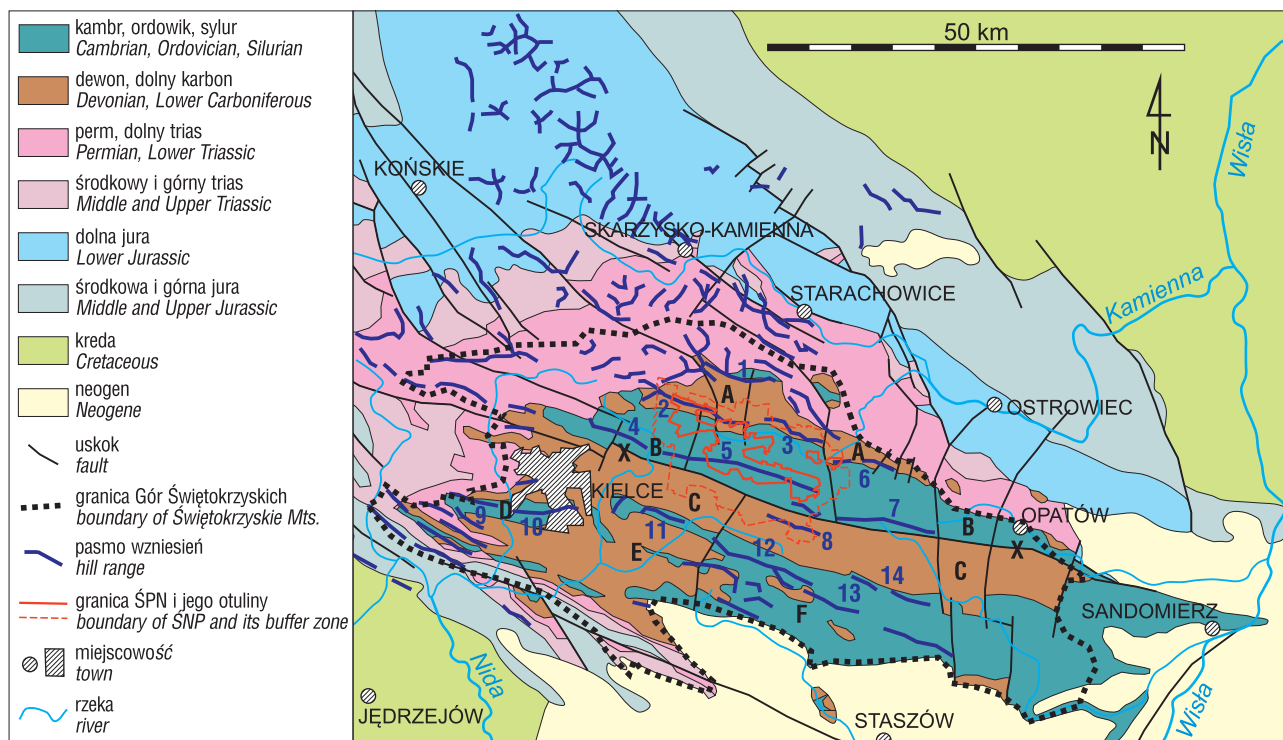 kambr, ordowik, sylur
Cambrian, Ordovician, Silurian
dewon, dolny karbon
Devonian, Lower Carboniferous
perm, dolny trias
Permian, Lower Triassic
środkowy i górny trias
Middle and Upper Triassic
dolna jura
Lower Jurassic
środkowa i górna jura
Middle and Upper Jurassic
kreda
Cretaceous
neogen
Neogene
uskok
fault
granica Gór Świętokrzyskich
boundary of Świętokrzyskie Mts.
pasmo wzniesień
hill range
granica ŚPN i jego otuliny
boundary of ŚNP and its buffer zone
miejscowość
town
rzeka
river
50 km
N
Wisła
KOŃSKIE
SKARŻYSKO-KAMIENNA
Kamienna
STARACHOWICE
1
A
2
OSTROWIEC
4
3
B
5
A
X
6
KIELCE
C
7
B
OPATÓW
9
D
10
11
8
X
E
12
14
C
13
F
SANDOMIERZ
Nida
Wisła
JĘDRZEJÓW
STASZÓW